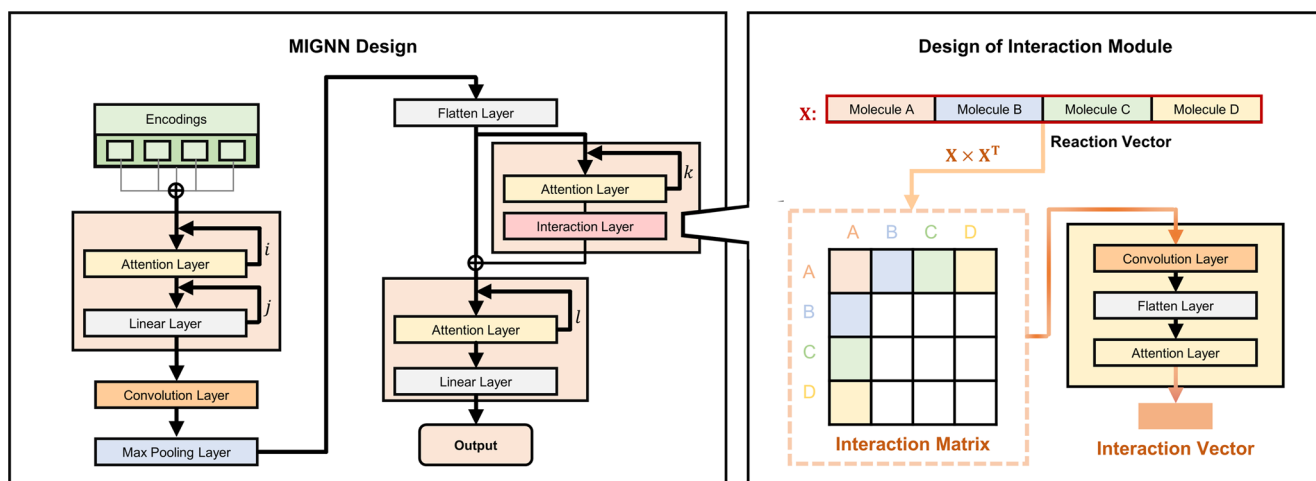 MIGNN Design
Encodings
Attention Layer
i
Linear Layer
j
Convolution Layer
Max Pooling Layer
Flatten Layer
Attention Layer
k
Interaction Layer
Attention Layer
l
Linear Layer
Output
Design of Interaction Module
X: Molecule A Molecule B Molecule C Molecule D
Reaction Vector
X × Xᵀ
A B C D
A
B
C
D
Interaction Matrix
Convolution Layer
Flatten Layer
Attention Layer
Interaction Vector